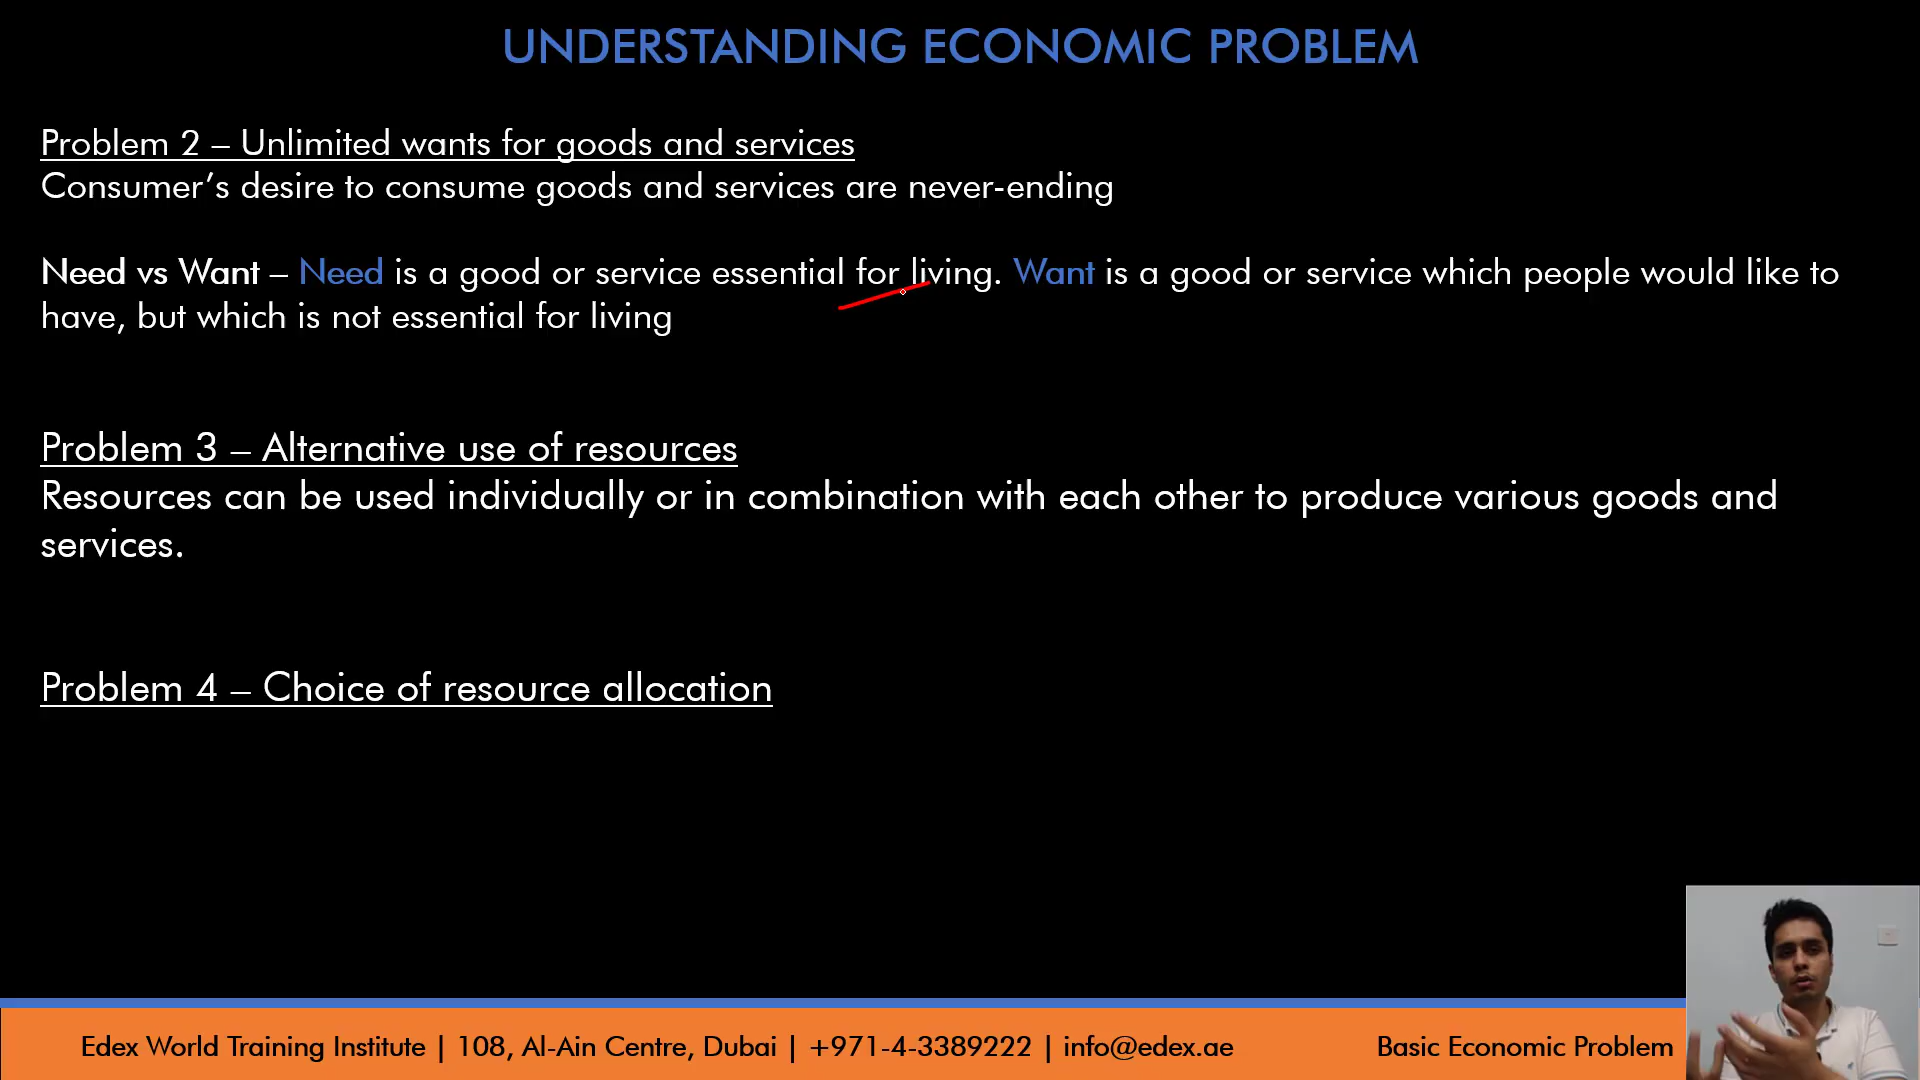 UNDERSTANDING ECONOMIC PROBLEM
Problem 2 – Unlimited wants for goods and services
Consumer’s desire to consume goods and services are never-ending
Need vs Want – Need is a good or service essential for living. Want is a good or service which people would like to
have, but which is not essential for living
Problem 3 – Alternative use of resources
Resources can be used individually or in combination with each other to produce various goods and
services.
Problem 4 – Choice of resource allocation
Edex World Training Institute | 108, Al-Ain Centre, Dubai | +971-4-3389222 | info@edex.ae
Basic Economic Problem